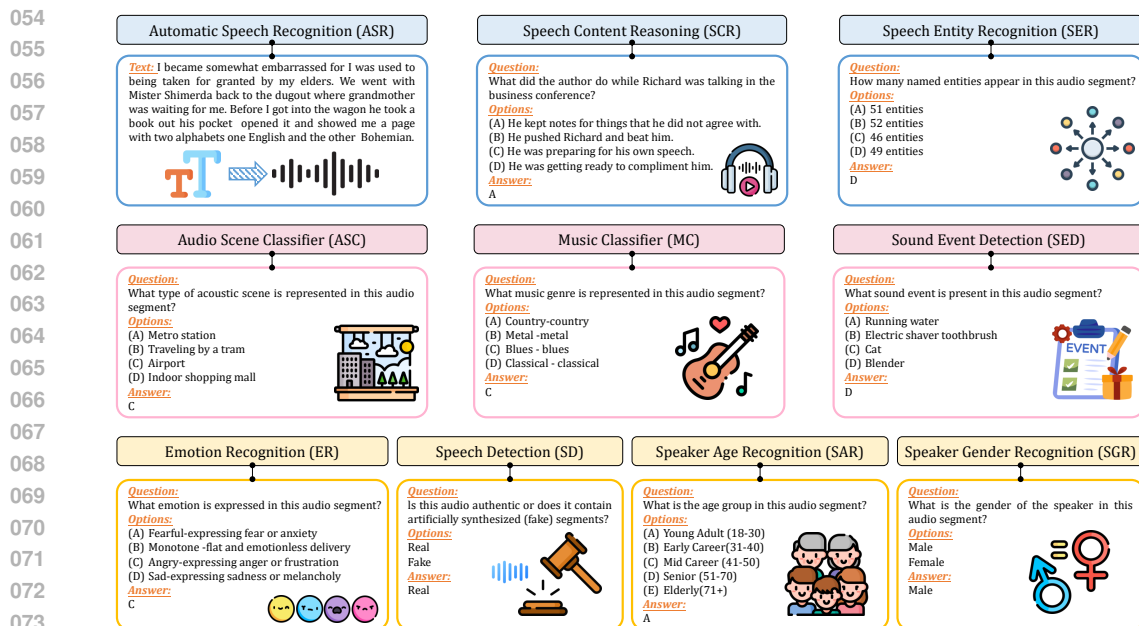 054
055
056
057
058
059
060
061
062
063
064
065
066
067
068
069
070
071
072
073
Automatic Speech Recognition (ASR)
Text: I became somewhat embarrassed for I was used to
being taken for granted by my elders. We went with
Mister Shimerda back to the dugout where grandmother
was waiting for me. Before I got into the wagon he took a
book out his pocket opened it and showed me a page
with two alphabets one English and the other Bohemian.
Speech Content Reasoning (SCR)
Question:
What did the author do while Richard was talking in the
business conference?
Options:
(A) He kept notes for things that he did not agree with.
(B) He pushed Richard and beat him.
(C) He was preparing for his own speech.
(D) He was getting ready to compliment him.
Answer:
A
Speech Entity Recognition (SER)
Question:
How many named entities appear in this audio segment?
Options:
(A) 51 entities
(B) 52 entities
(C) 46 entities
(D) 49 entities
Answer:
D
Audio Scene Classifier (ASC)
Question:
What type of acoustic scene is represented in this audio
segment?
Options:
(A) Metro station
(B) Traveling by a tram
(C) Airport
(D) Indoor shopping mall
Answer:
C
Music Classifier (MC)
Question:
What music genre is represented in this audio segment?
Options:
(A) Country-country
(B) Metal -metal
(C) Blues - blues
(D) Classical - classical
Answer:
C
Sound Event Detection (SED)
Question:
What sound event is present in this audio segment?
Options:
(A) Running water
(B) Electric shaver toothbrush
(C) Cat
(D) Blender
Answer:
D
EVENT
Emotion Recognition (ER)
Question:
What emotion is expressed in this audio segment?
Options:
(A) Fearful-expressing fear or anxiety
(B) Monotone -flat and emotionless delivery
(C) Angry-expressing anger or frustration
(D) Sad-expressing sadness or melancholy
Answer:
C
Speech Detection (SD)
Question:
Is this audio authentic or does it contain
artificially synthesized (fake) segments?
Options:
Real
Fake
Answer:
Real
Speaker Age Recognition (SAR)
Question:
What is the age group in this audio segment?
Options:
(A) Young Adult (18-30)
(B) Early Career(31-40)
(C) Mid Career (41-50)
(D) Senior (51-70)
(E) Elderly(71+)
Answer:
A
Speaker Gender Recognition (SGR)
Question:
What is the gender of the speaker in this
audio segment?
Options:
Male
Female
Answer:
Male